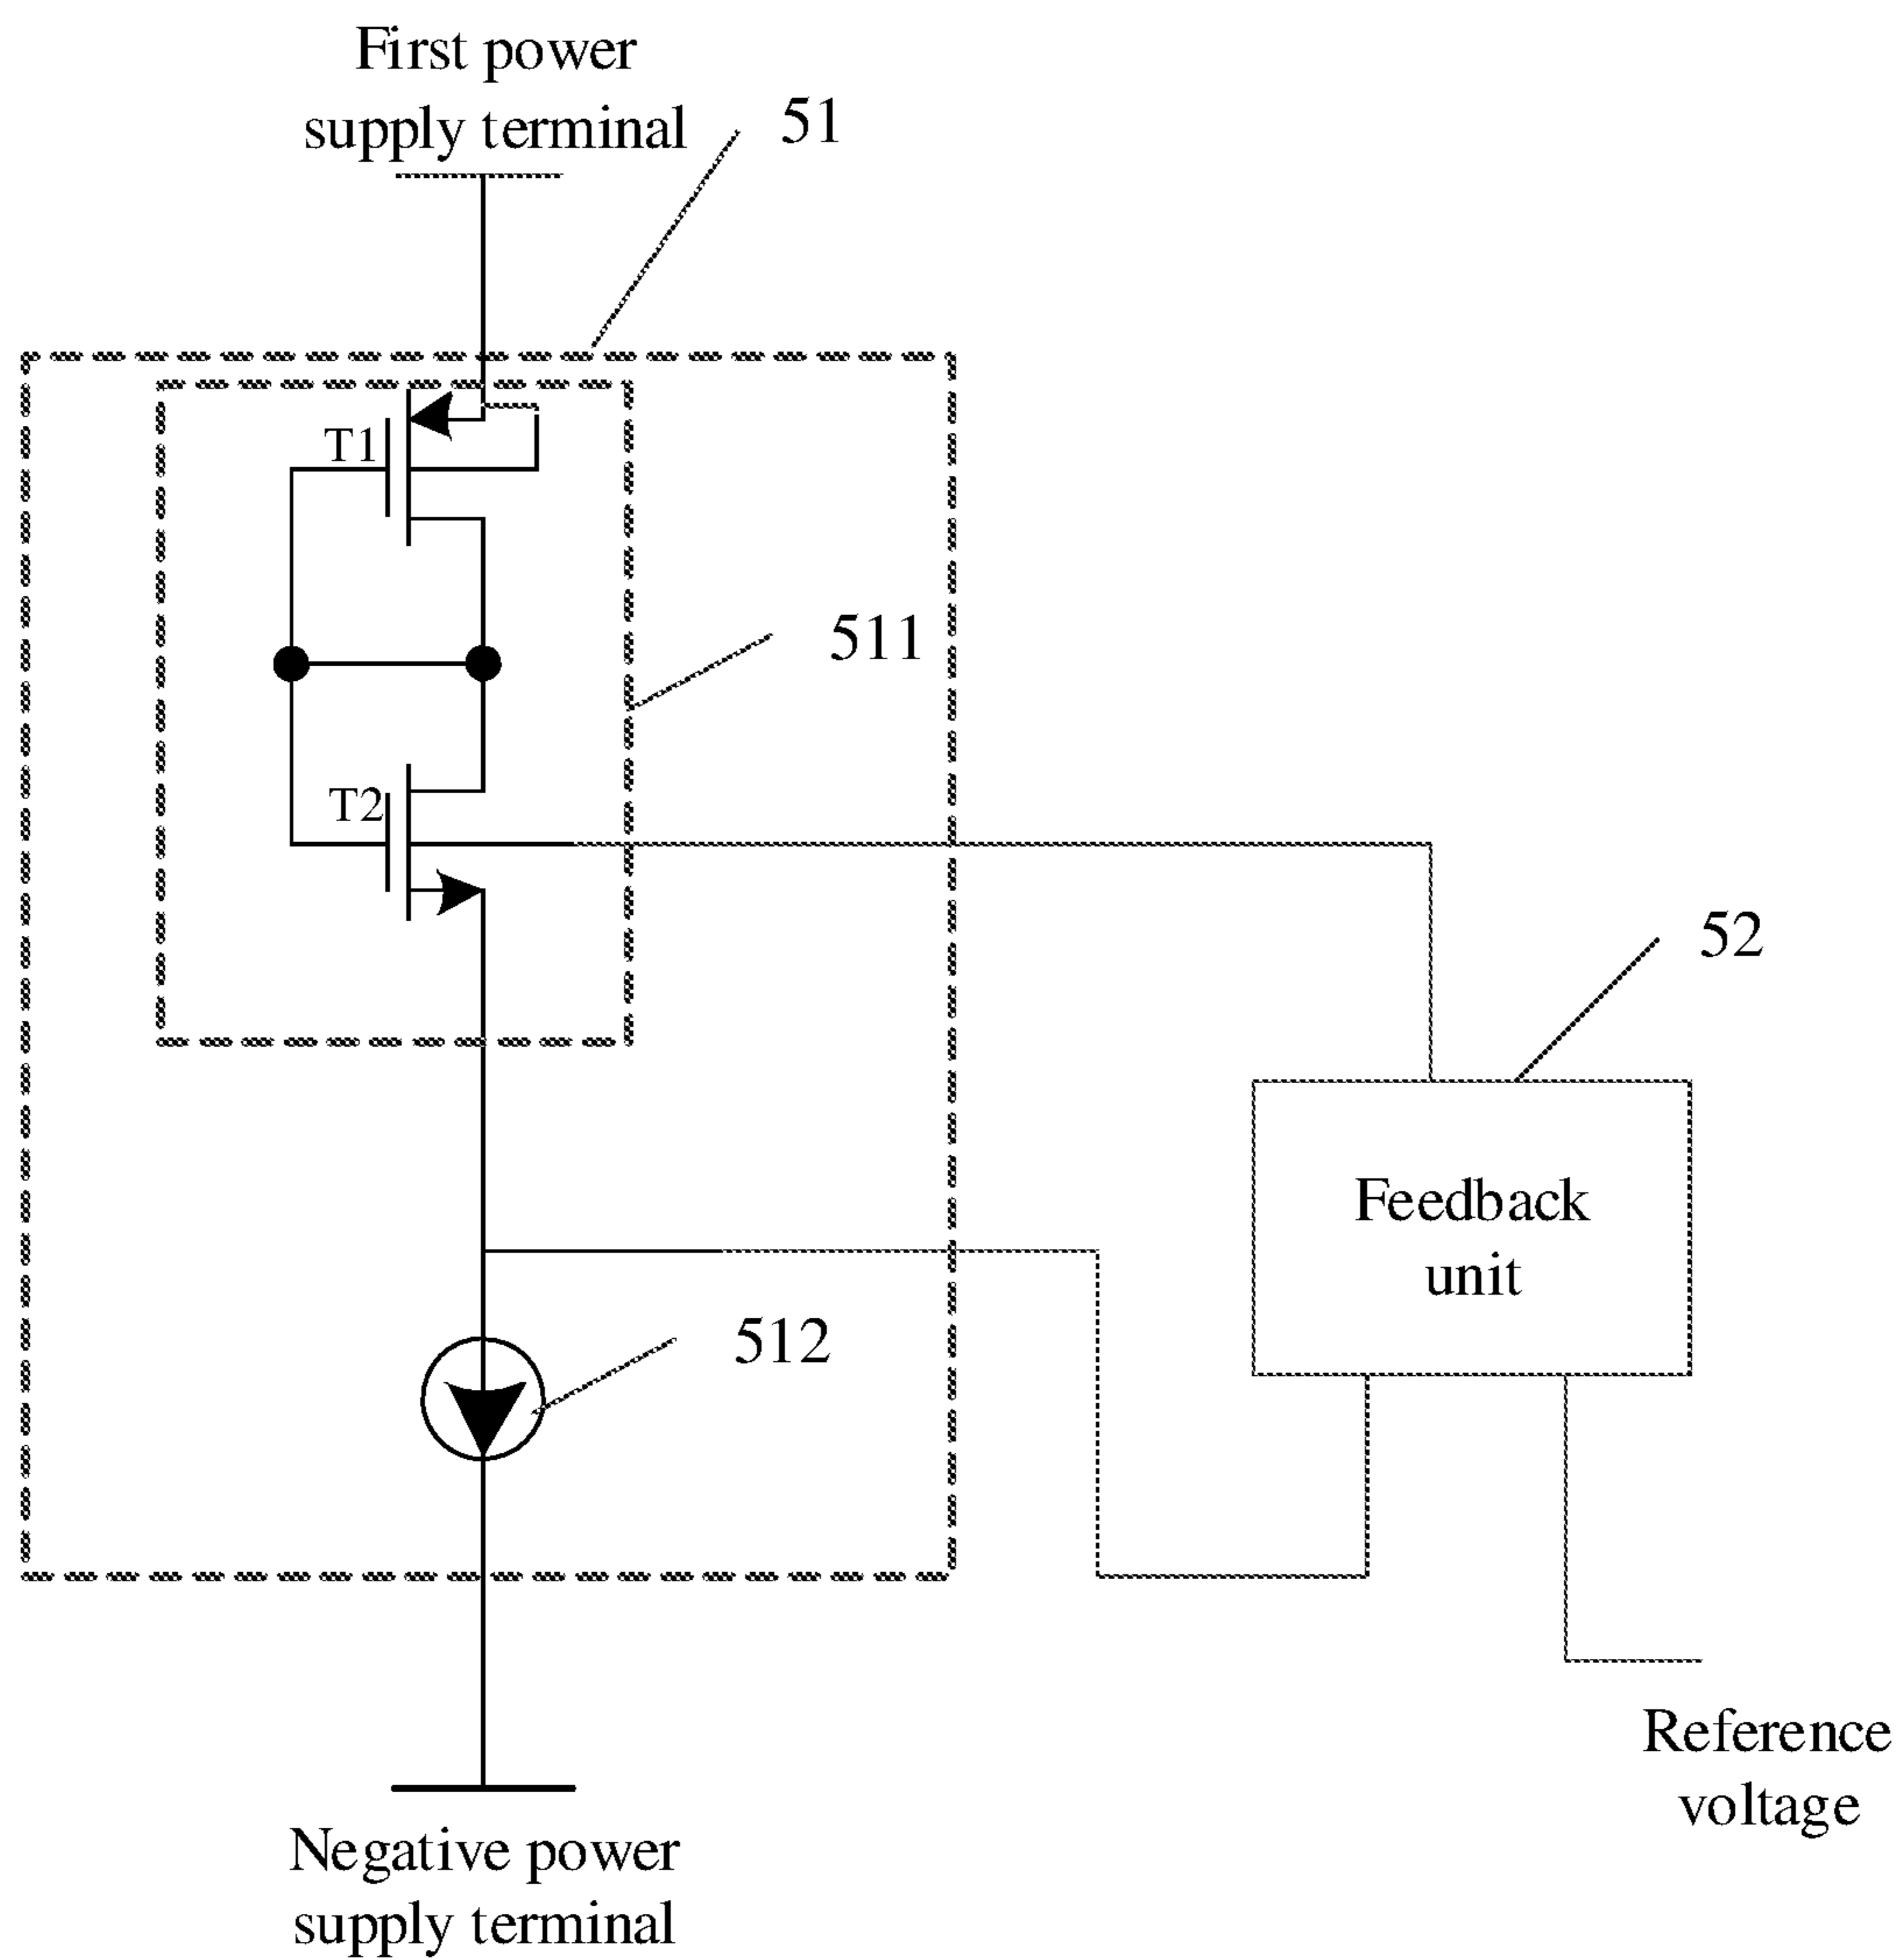 First power
supply terminal
51
T1
511
T2
52
Feedback
unit
512
Reference
voltage
Negative power
supply terminal